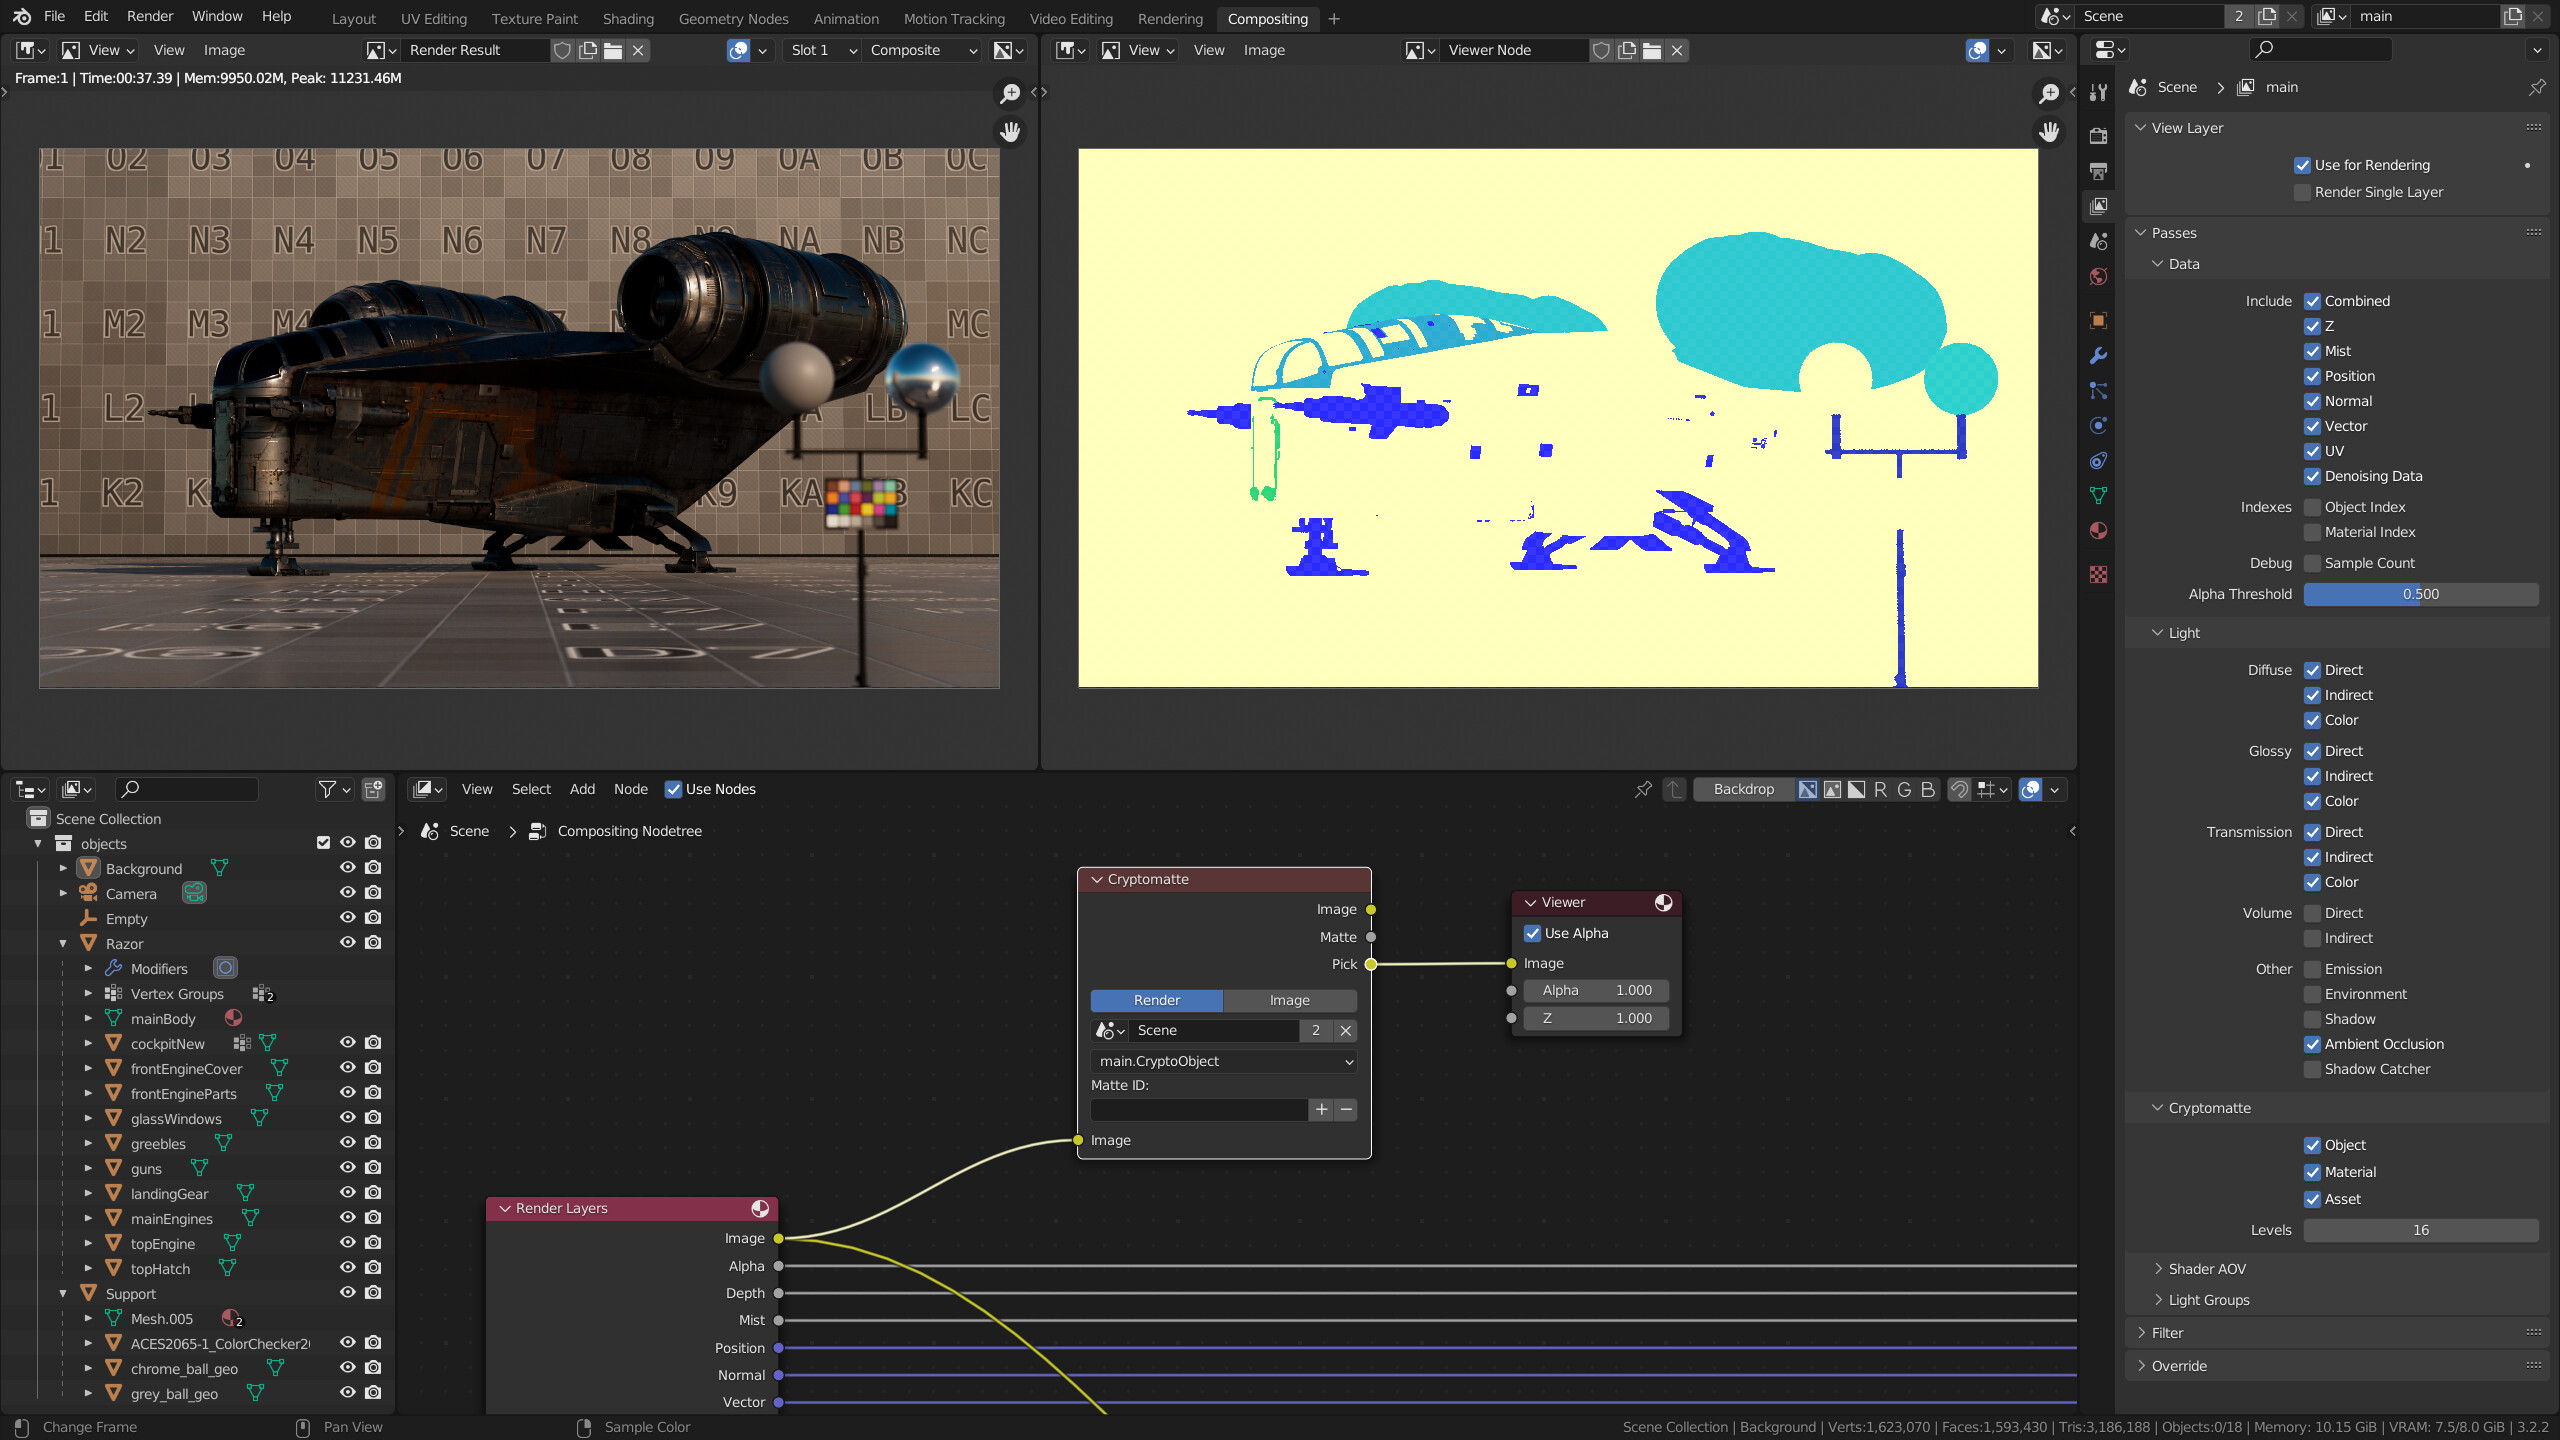 File Edit Render Window Help Layout UV Editing Texture Paint Shading Geometry Nodes Animation Motion Tracking Video Editing Rendering Compositing + Scene 2 main
View View Image Render Result Slot 1 Composite
View View Image Viewer Node
Frame:1 | Time:00:37.39 | Mem:9950.02M, Peak: 11231.46M
01 02 03 04 05 06 07 08 09 0A 0B 0C
N2 N3 N4 N5 N6 N7 N8 NA NB NC
M2 M3 M4 MC
L2 L3 LB LC
K2 K9 KA B KC
D7
Scene > main
View Layer
Use for Rendering
Render Single Layer
Passes
Data
Include Combined
Z
Mist
Position
Normal
Vector
UV
Denoising Data
Indexes Object Index
Material Index
Debug Sample Count
Alpha Threshold 0.500
Light
Diffuse Direct
Indirect
Color
Glossy Direct
Indirect
Color
Transmission Direct
Indirect
Color
Volume Direct
Indirect
Other Emission
Environment
Shadow
Ambient Occlusion
Shadow Catcher
Cryptomatte
Object
Material
Asset
Levels 16
Shader AOV
Light Groups
Filter
Override
Scene Collection
objects
Background
Camera
Empty
Razor
Modifiers
Vertex Groups 2
mainBody
cockpitNew
frontEngineCover
frontEngineParts
glassWindows
greebles
guns
landingGear
mainEngines
topEngine
topHatch
Support
Mesh.005 2
ACES2065-1_ColorChecker2
chrome_ball_geo
grey_ball_geo
View Select Add Node Use Nodes Backdrop R G B
Scene > Compositing Nodetree
Cryptomatte
Image
Matte
Pick
Render Image
Scene 2
main.CryptoObject
Matte ID:
Image
Viewer
Use Alpha
Image
Alpha 1.000
Z 1.000
Render Layers
Image
Alpha
Depth
Mist
Position
Normal
Vector
Change Frame Pan View Sample Color Scene Collection | Background | Verts:1,623,070 | Faces:1,593,430 | Tris:3,186,188 | Objects:0/18 | Memory: 10.15 GiB | VRAM: 7.5/8.0 GiB | 3.2.2